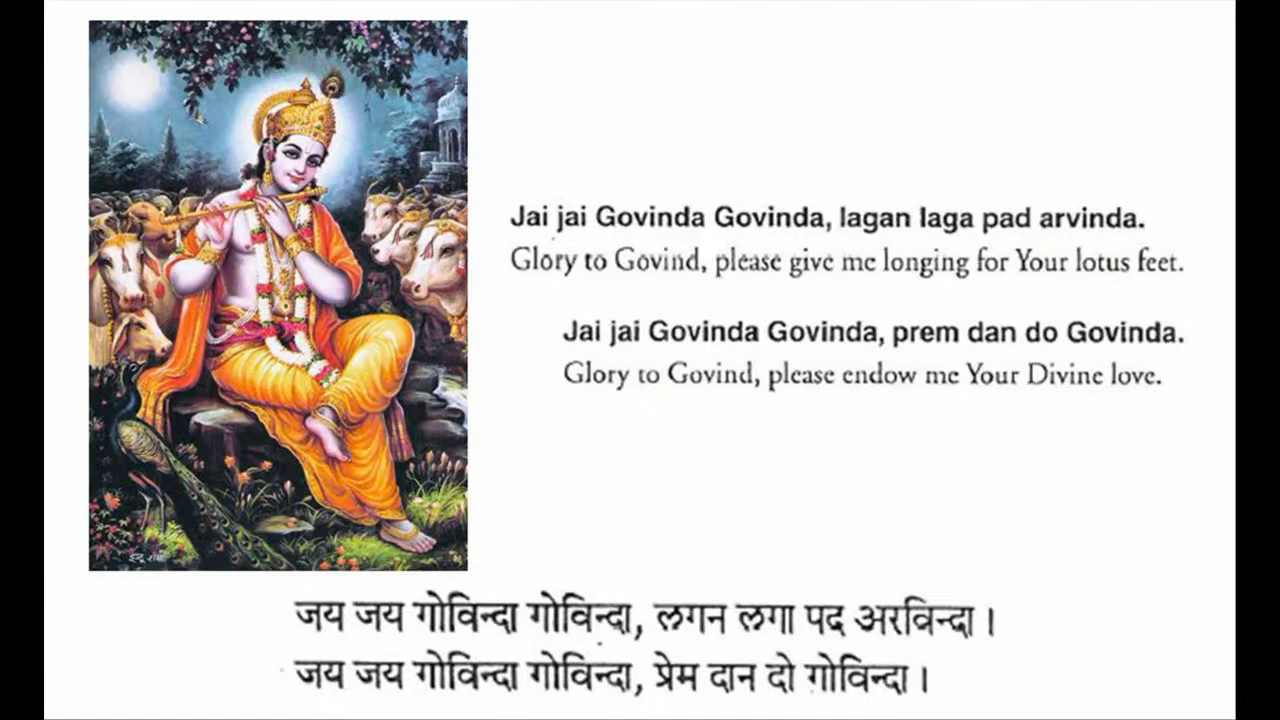 Jai jai Govinda Govinda, lagan laga pad arvinda.
Glory to Govind, please give me longing for Your lotus feet.
Jai jai Govinda Govinda, prem dan do Govinda.
Glory to Govind, please endow me Your Divine love.
जय जय गोविन्दा गोविन्दा, लगन लगा पद अरविन्दा।
जय जय गोविन्दा गोविन्दा, प्रेम दान दो गोविन्दा।